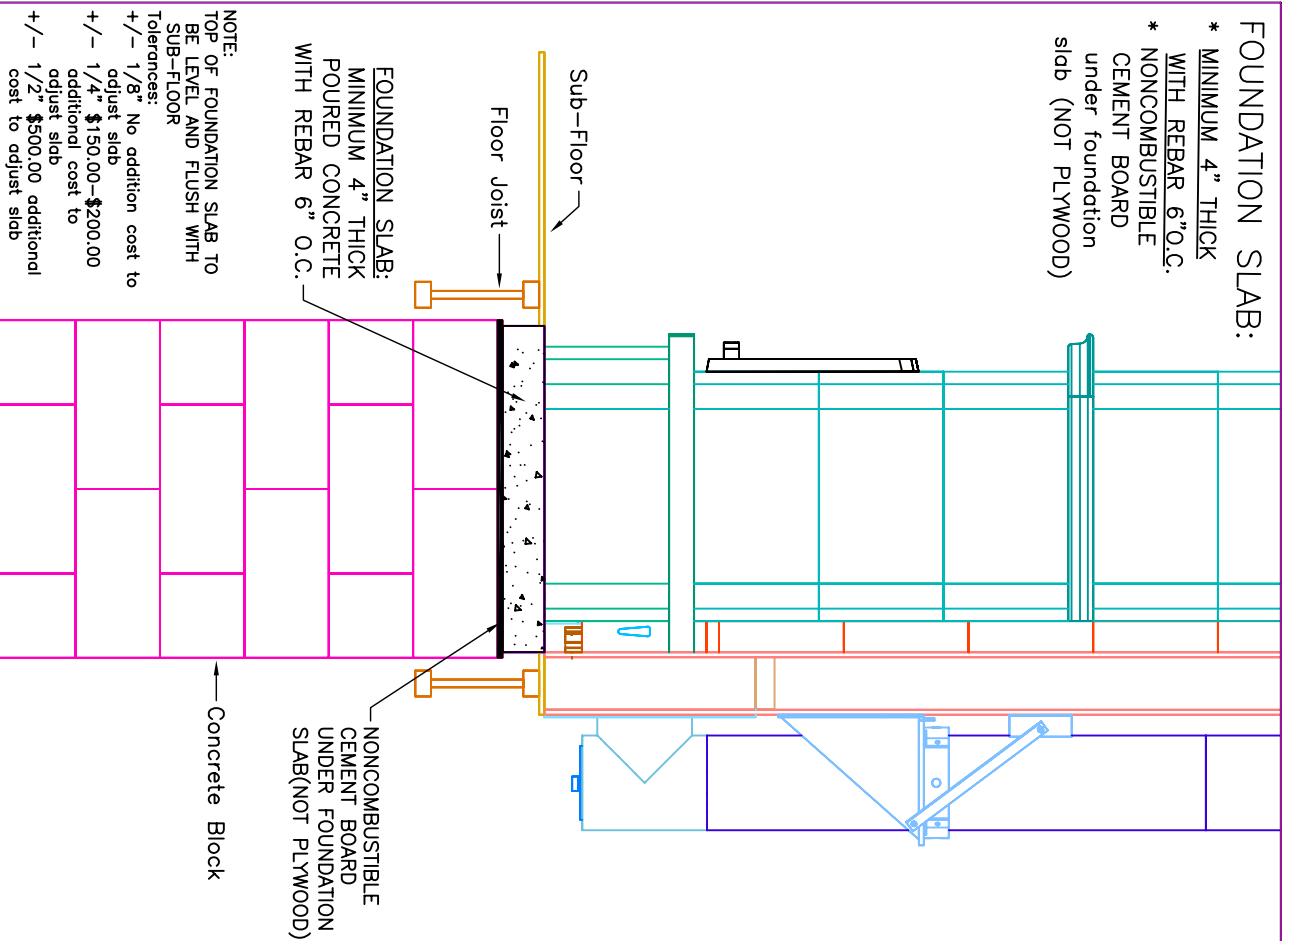 FOUNDATION SLAB:
* MINIMUM 4" THICK
WITH REBAR 6"O.C.
* NONCOMBUSTIBLE
CEMENT BOARD
under foundation
slab (NOT PLYWOOD)
Sub-Floor
Floor Joist
FOUNDATION SLAB:
MINIMUM 4" THICK
POURED CONCRETE
WITH REBAR 6" O.C.
NOTE:
TOP OF FOUNDATION SLAB TO
BE LEVEL AND FLUSH WITH
SUB-FLOOR
Tolerances:
+/- 1/8" No addition cost to
adjust slab
+/- 1/4" $150.00-$200.00
additional cost to
adjust slab
+/- 1/2" $500.00 additional
cost to adjust slab
NONCOMBUSTIBLE
CEMENT BOARD
UNDER FOUNDATION
SLAB(NOT PLYWOOD)
Concrete Block